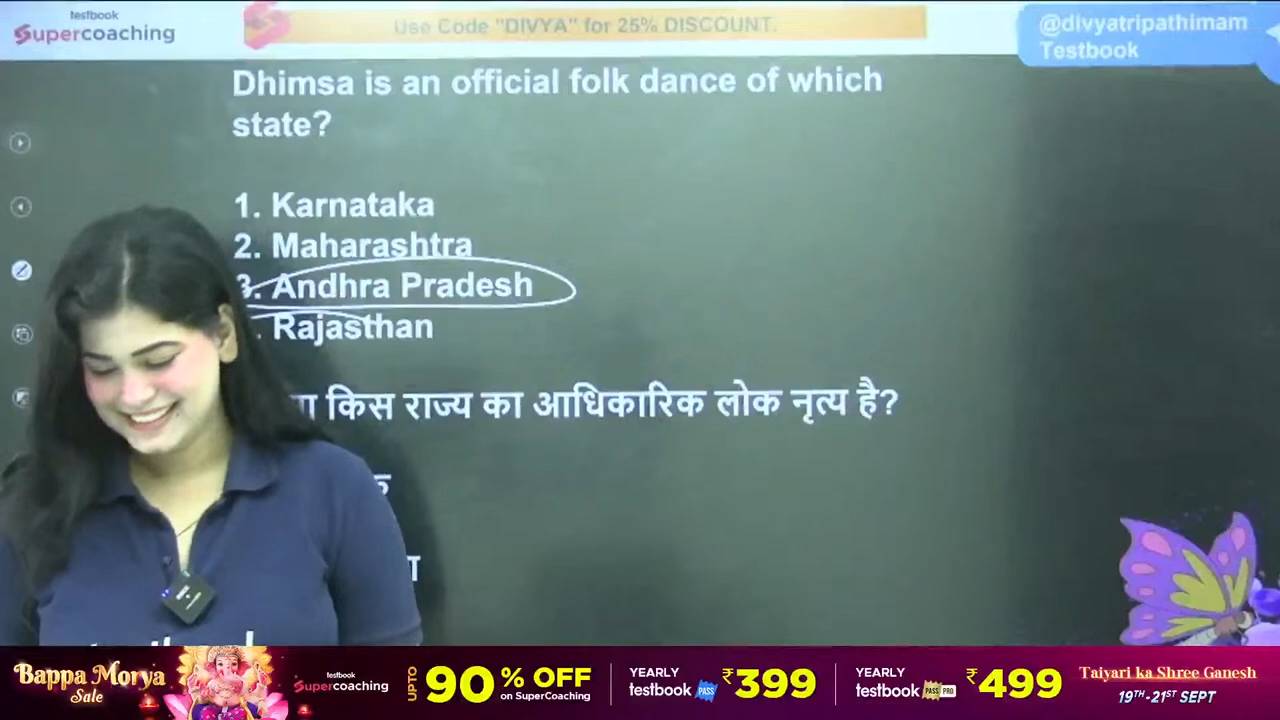 testbook
Supercoaching
Use Code "DIVYA" for 25% DISCOUNT.
@divyatripathimam
Testbook
Dhimsa is an official folk dance of which
state?
1. Karnataka
2. Maharashtra
3. Andhra Pradesh
. Rajasthan
किस राज्य का आधिकारिक लोक नृत्य है?
Bappa Morya
Sale
testbook
Supercoaching
UPTO 90% OFF
on SuperCoaching
YEARLY
testbook PASS
₹399
YEARLY
testbook PASS PRO
₹499
Taiyari ka Shree Ganesh
19TH-21ST SEPT